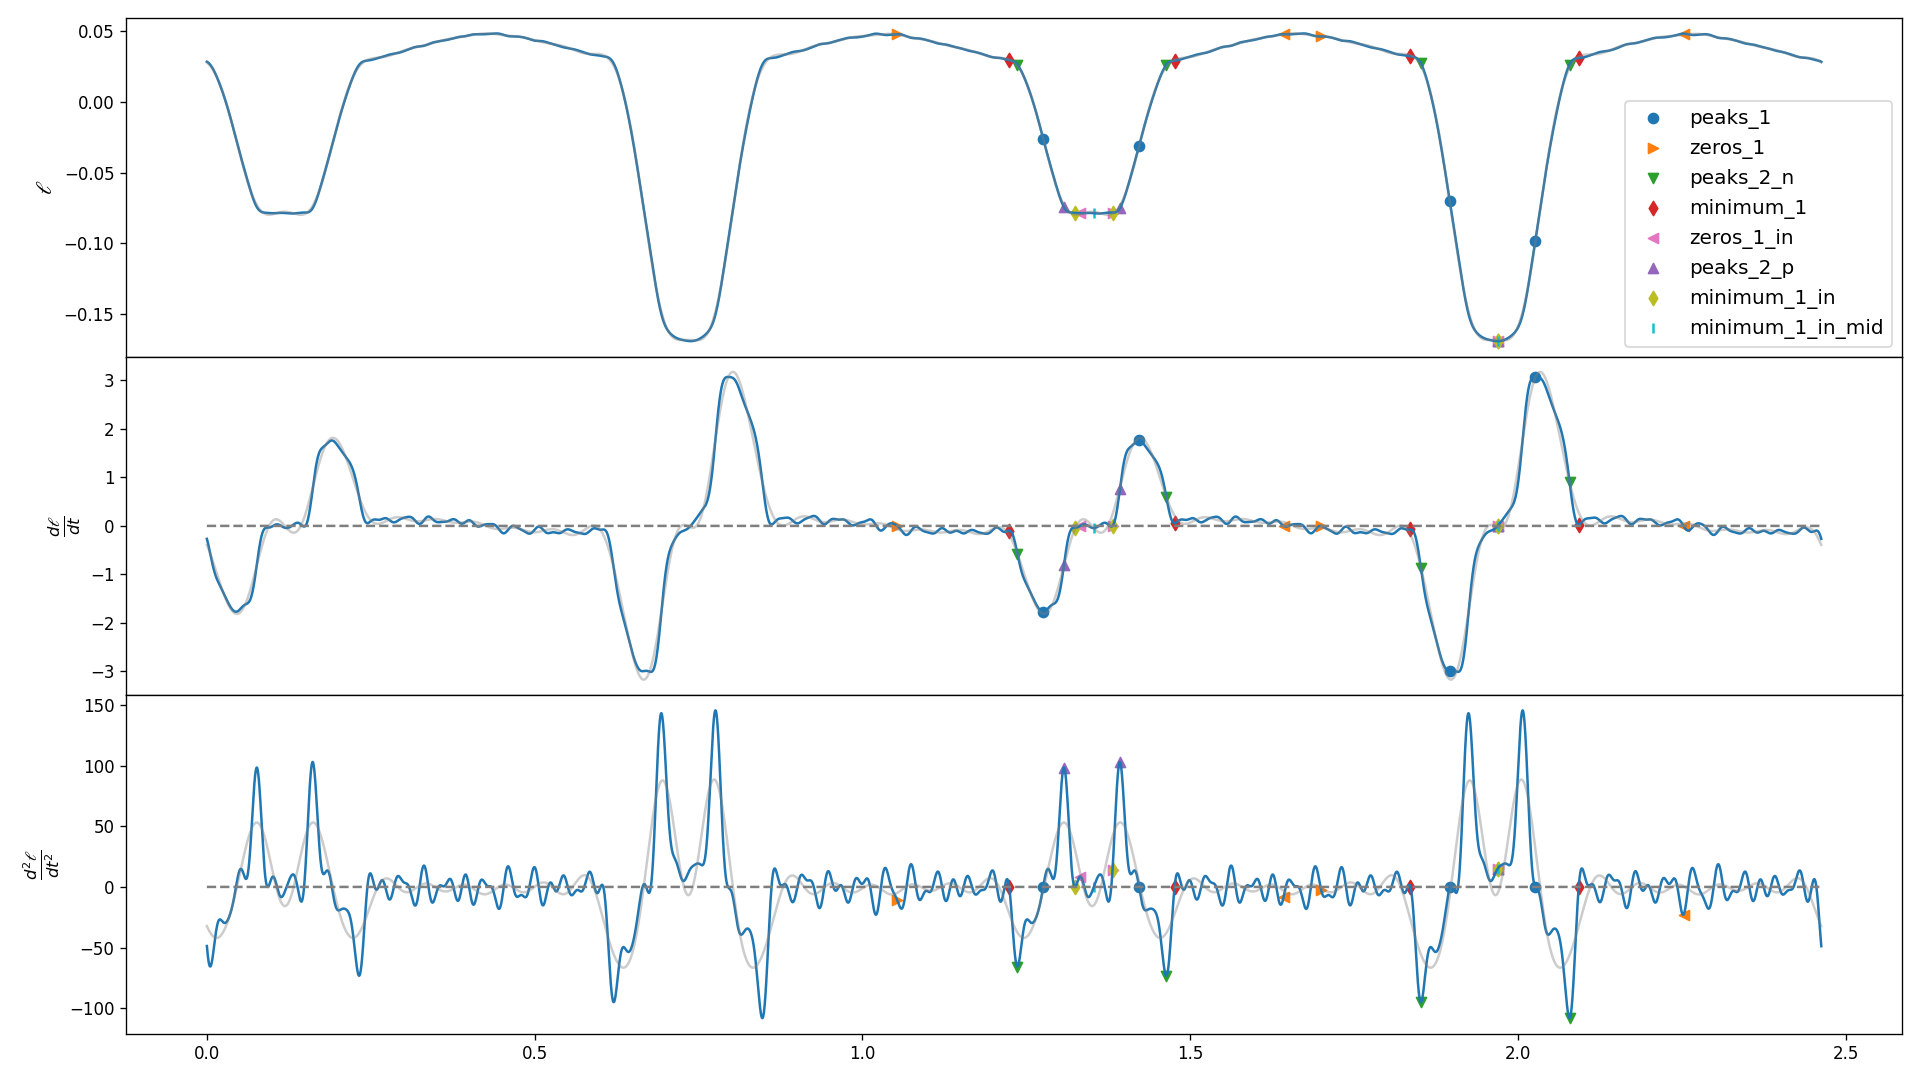 0.05
0.00
−0.05
−0.10
−0.15
ℓ
peaks_1
zeros_1
peaks_2_n
minimum_1
zeros_1_in
peaks_2_p
minimum_1_in
minimum_1_in_mid
3
2
1
0
−1
−2
−3
dℓ
dt
150
100
50
0
−50
−100
d²ℓ
dt²
0.0 0.5 1.0 1.5 2.0 2.5